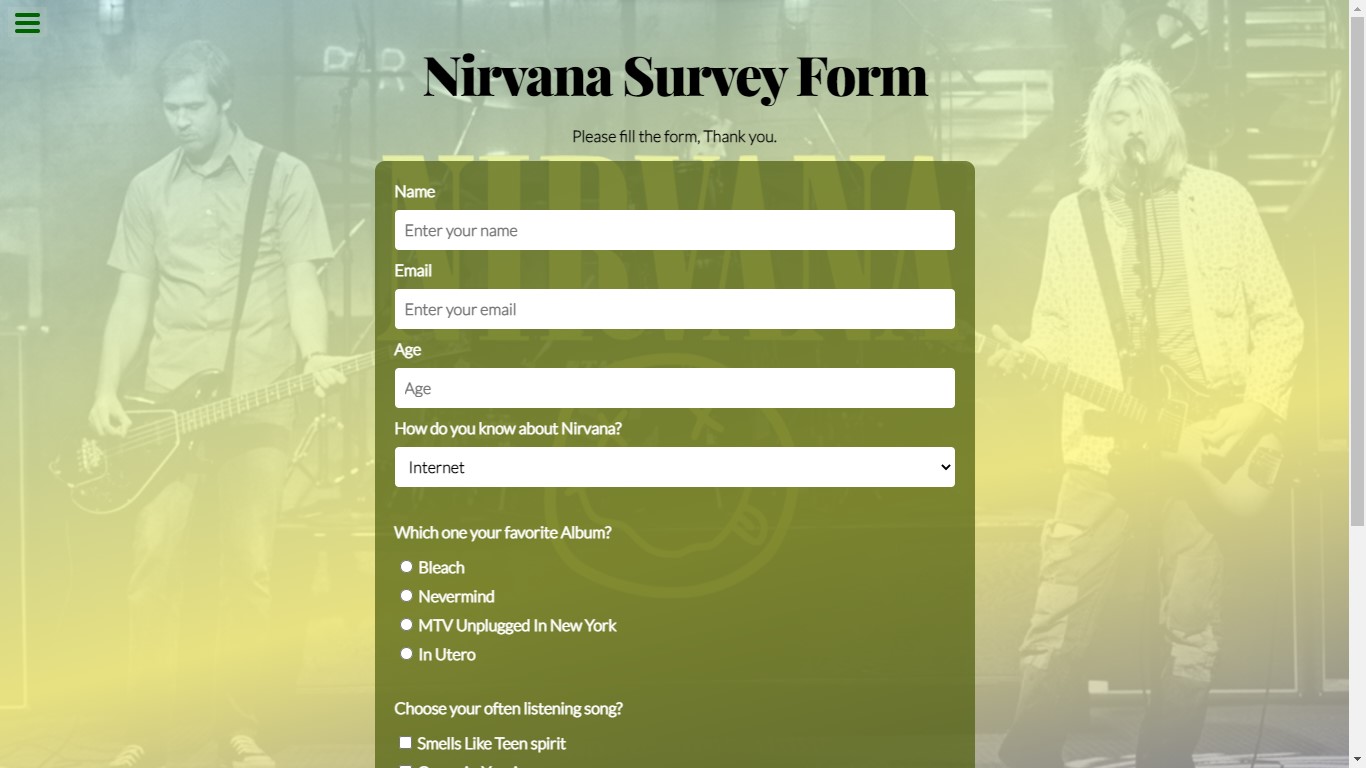 Nirvana Survey Form
Please fill the form, Thank you.
NIRVANA
Name
Enter your name
Email
Enter your email
Age
Age
How do you know about Nirvana?
Internet
Which one your favorite Album?
Bleach
Nevermind
MTV Unplugged In New York
In Utero
Choose your often listening song?
Smells Like Teen spirit